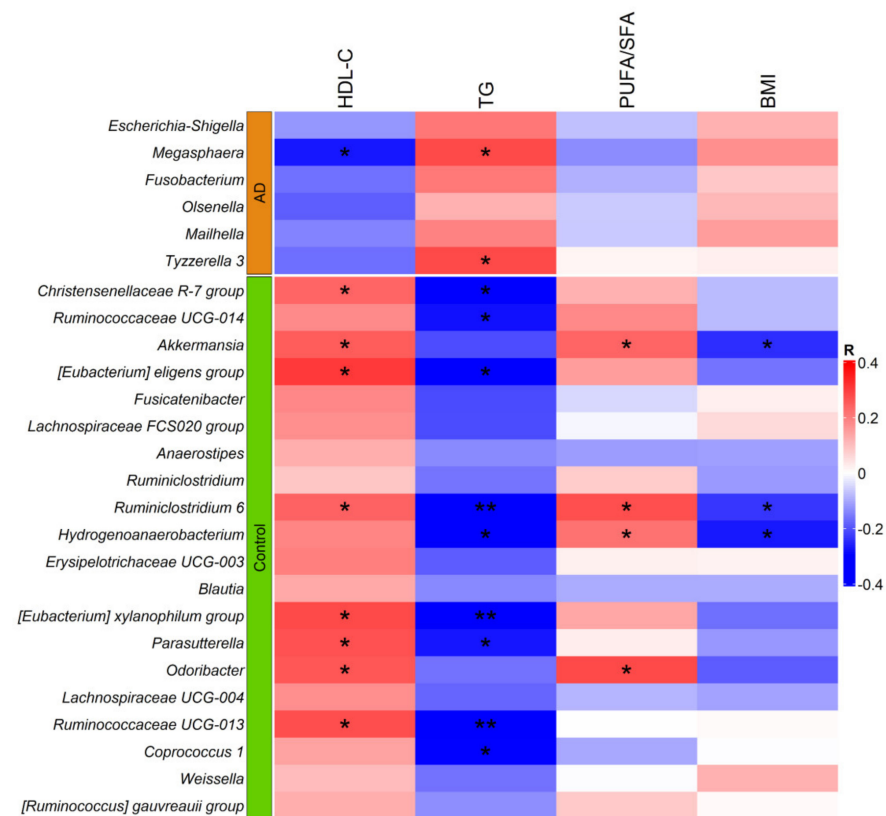 HDL-C TG PUFA/SFA BMI
AD
Escherichia-Shigella
Megasphaera * *
Fusobacterium
Olsenella
Mailhella
Tyzzerella 3 *
Control
Christensenellaceae R-7 group * *
Ruminococcaceae UCG-014 *
Akkermansia * * *
[Eubacterium] eligens group * *
Fusicatenibacter
Lachnospiraceae FCS020 group
Anaerostipes
Ruminiclostridium
Ruminiclostridium 6 * ** * *
Hydrogenoanaerobacterium * * *
Erysipelotrichaceae UCG-003
Blautia
[Eubacterium] xylanophilum group * **
Parasutterella * *
Odoribacter * *
Lachnospiraceae UCG-004
Ruminococcaceae UCG-013 * **
Coprococcus 1 *
Weissella
[Ruminococcus] gauvreauii group
R
0.4
0.2
0
-0.2
-0.4